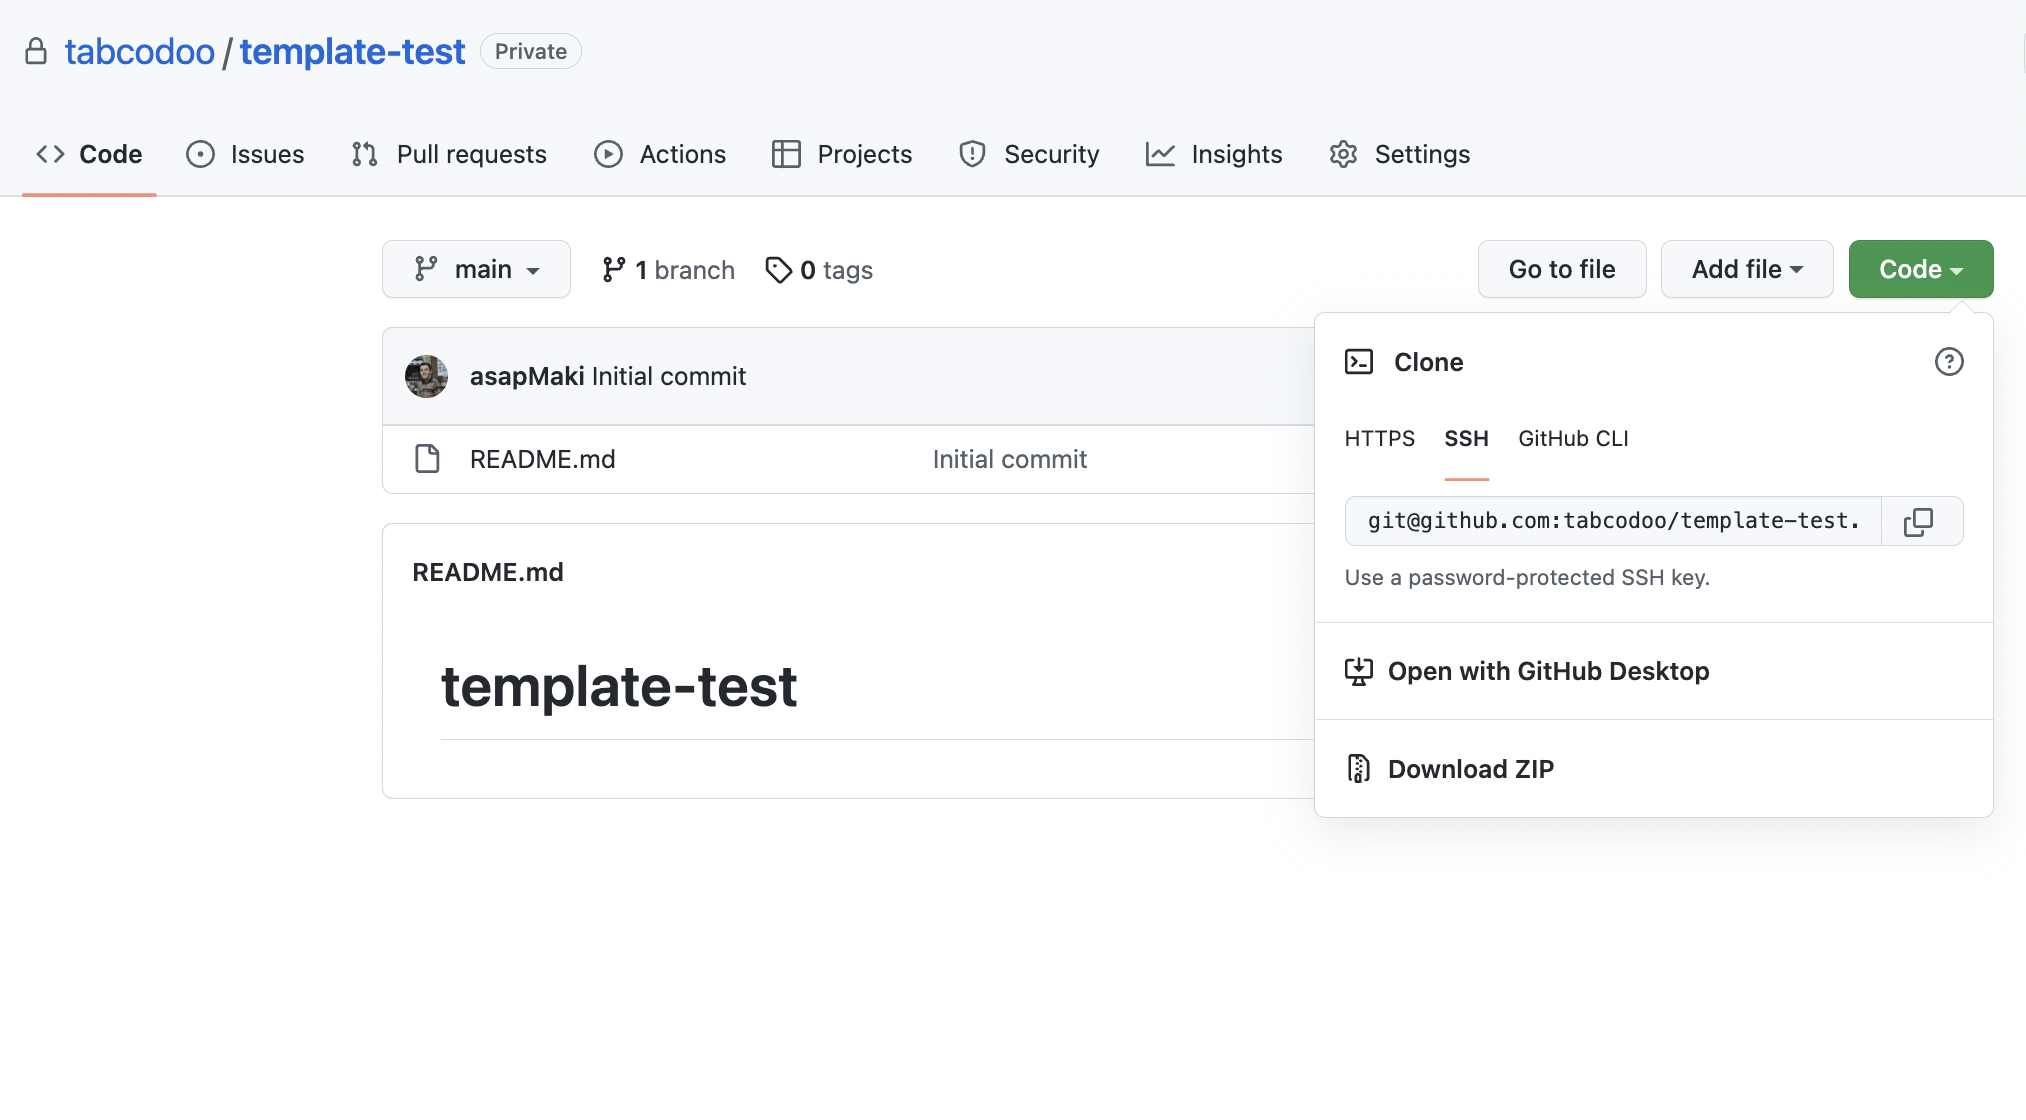 tabcodoo / template-test Private
Code Issues Pull requests Actions Projects Security Insights Settings
main 1 branch 0 tags Go to file Add file Code
asapMaki Initial commit
README.md Initial commit
README.md
template-test
Clone
HTTPS SSH GitHub CLI
git@github.com:tabcodoo/template-test.
Use a password-protected SSH key.
Open with GitHub Desktop
Download ZIP